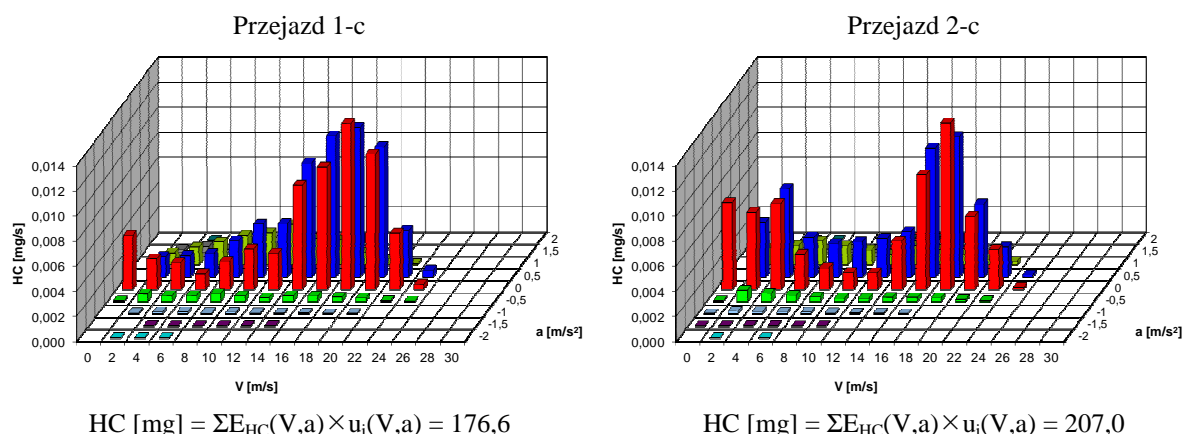 Przejazd 1-c
HC [mg/s]
0,014
0,012
0,010
0,008
0,006
0,004
0,002
0,000
0 2 4 6 8 10 12 14 16 18 20 22 24 26 28 30
V [m/s]
2
1,5
1
0,5
0
-0,5
-1
-1,5
-2
a [m/s²]
HC [mg] = ΣE_HC(V,a)×u_i(V,a) = 176,6
Przejazd 2-c
HC [mg/s]
0,014
0,012
0,010
0,008
0,006
0,004
0,002
0,000
0 2 4 6 8 10 12 14 16 18 20 22 24 26 28 30
V [m/s]
2
1,5
1
0,5
0
-0,5
-1
-1,5
-2
a [m/s²]
HC [mg] = ΣE_HC(V,a)×u_i(V,a) = 207,0